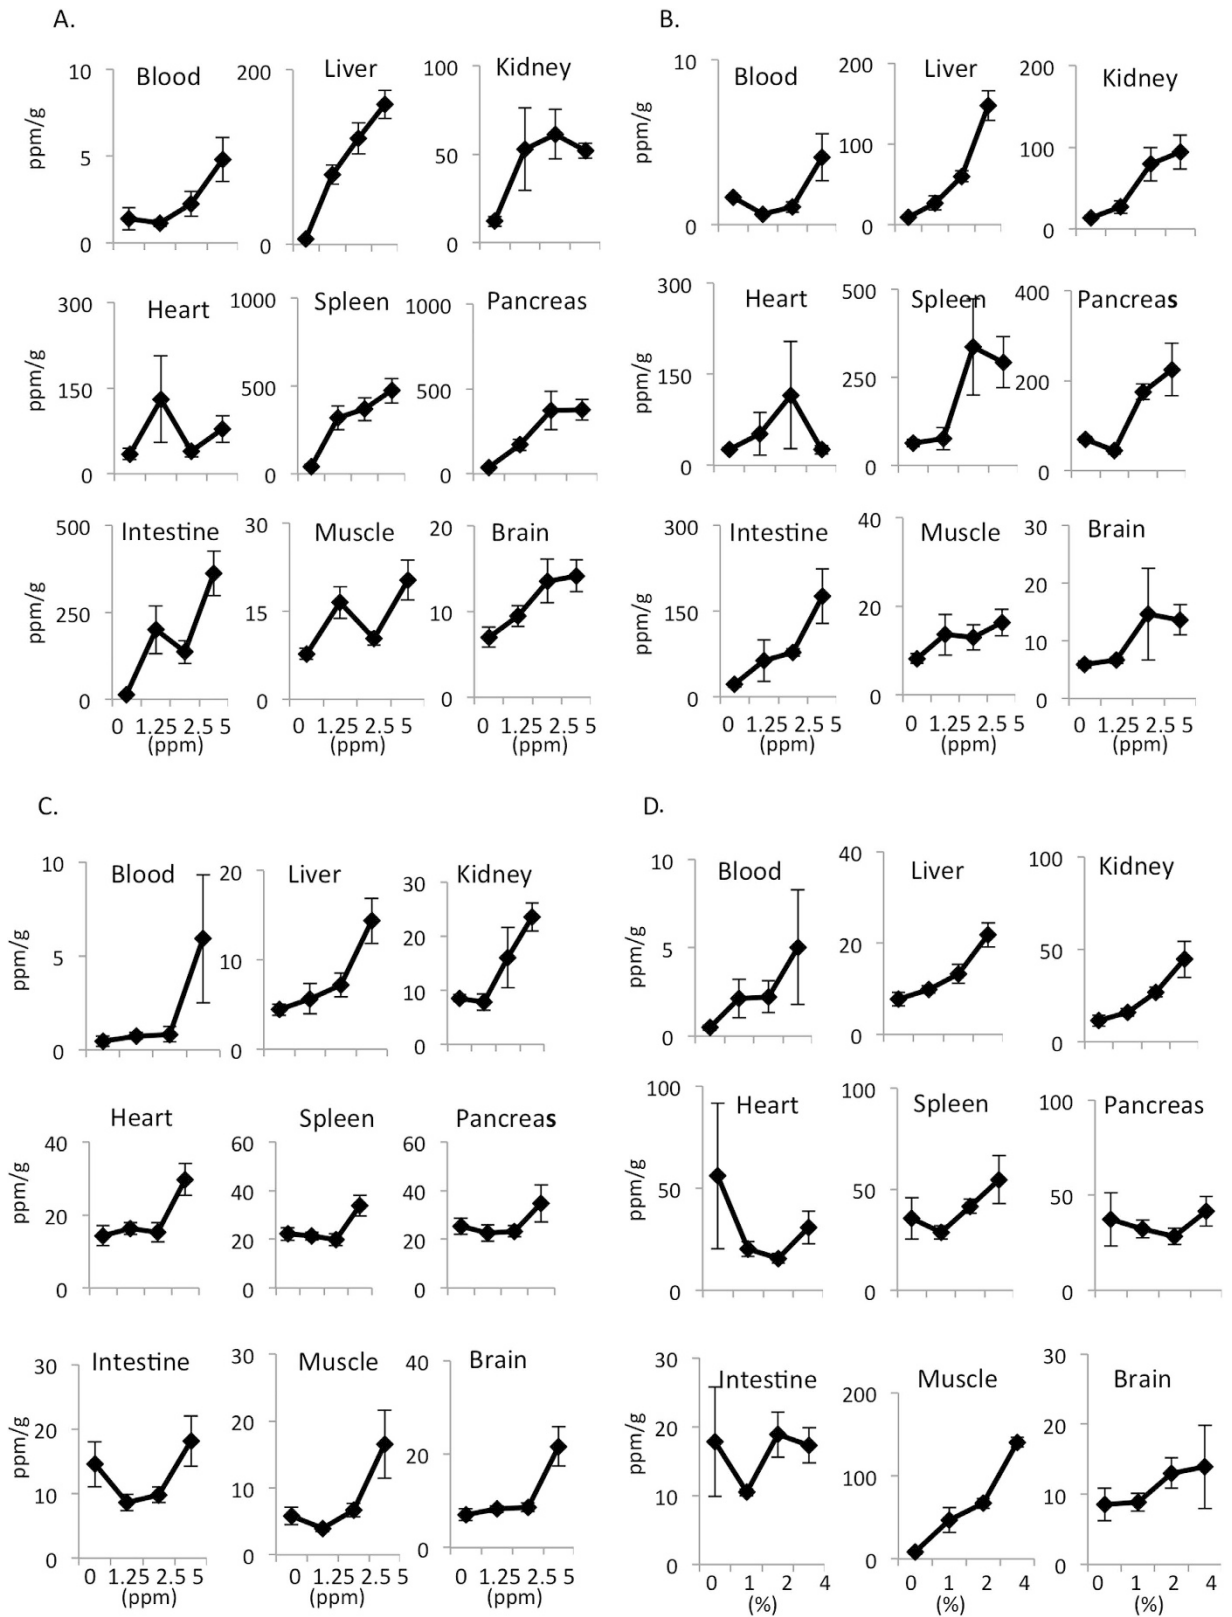 A.
Blood
Liver
Kidney
ppm/g
10
5
0
200
0
100
50
0
Heart
Spleen
Pancreas
ppm/g
300
150
0
1000
500
0
1000
500
0
Intestine
Muscle
Brain
ppm/g
500
250
0
30
15
0
20
10
0
0 1.25 2.5 5
(ppm)
0 1.25 2.5 5
(ppm)
0 1.25 2.5 5
(ppm)
B.
Blood
Liver
Kidney
ppm/g
10
0
200
100
0
200
100
0
Heart
Spleen
Pancreas
ppm/g
300
150
0
500
250
0
400
200
0
Intestine
Muscle
Brain
ppm/g
300
150
0
40
20
0
30
20
10
0
0 1.25 2.5 5
(ppm)
0 1.25 2.5 5
(ppm)
0 1.25 2.5 5
(ppm)
C.
Blood
Liver
Kidney
ppm/g
10
5
0
20
10
0
30
20
10
0
Heart
Spleen
Pancreas
ppm/g
40
20
0
60
40
20
0
60
40
20
0
Intestine
Muscle
Brain
ppm/g
30
20
10
0
30
20
10
0
40
20
0
0 1.25 2.5 5
(ppm)
0 1.25 2.5 5
(ppm)
0 1.25 2.5 5
(ppm)
D.
Blood
Liver
Kidney
ppm/g
10
5
0
40
20
0
100
50
0
Heart
Spleen
Pancreas
ppm/g
100
50
0
100
50
0
100
50
0
Intestine
Muscle
Brain
ppm/g
30
20
10
0
200
100
0
30
20
10
0
0 1 2 4
(%)
0 1 2 4
(%)
0 1 2 4
(%)